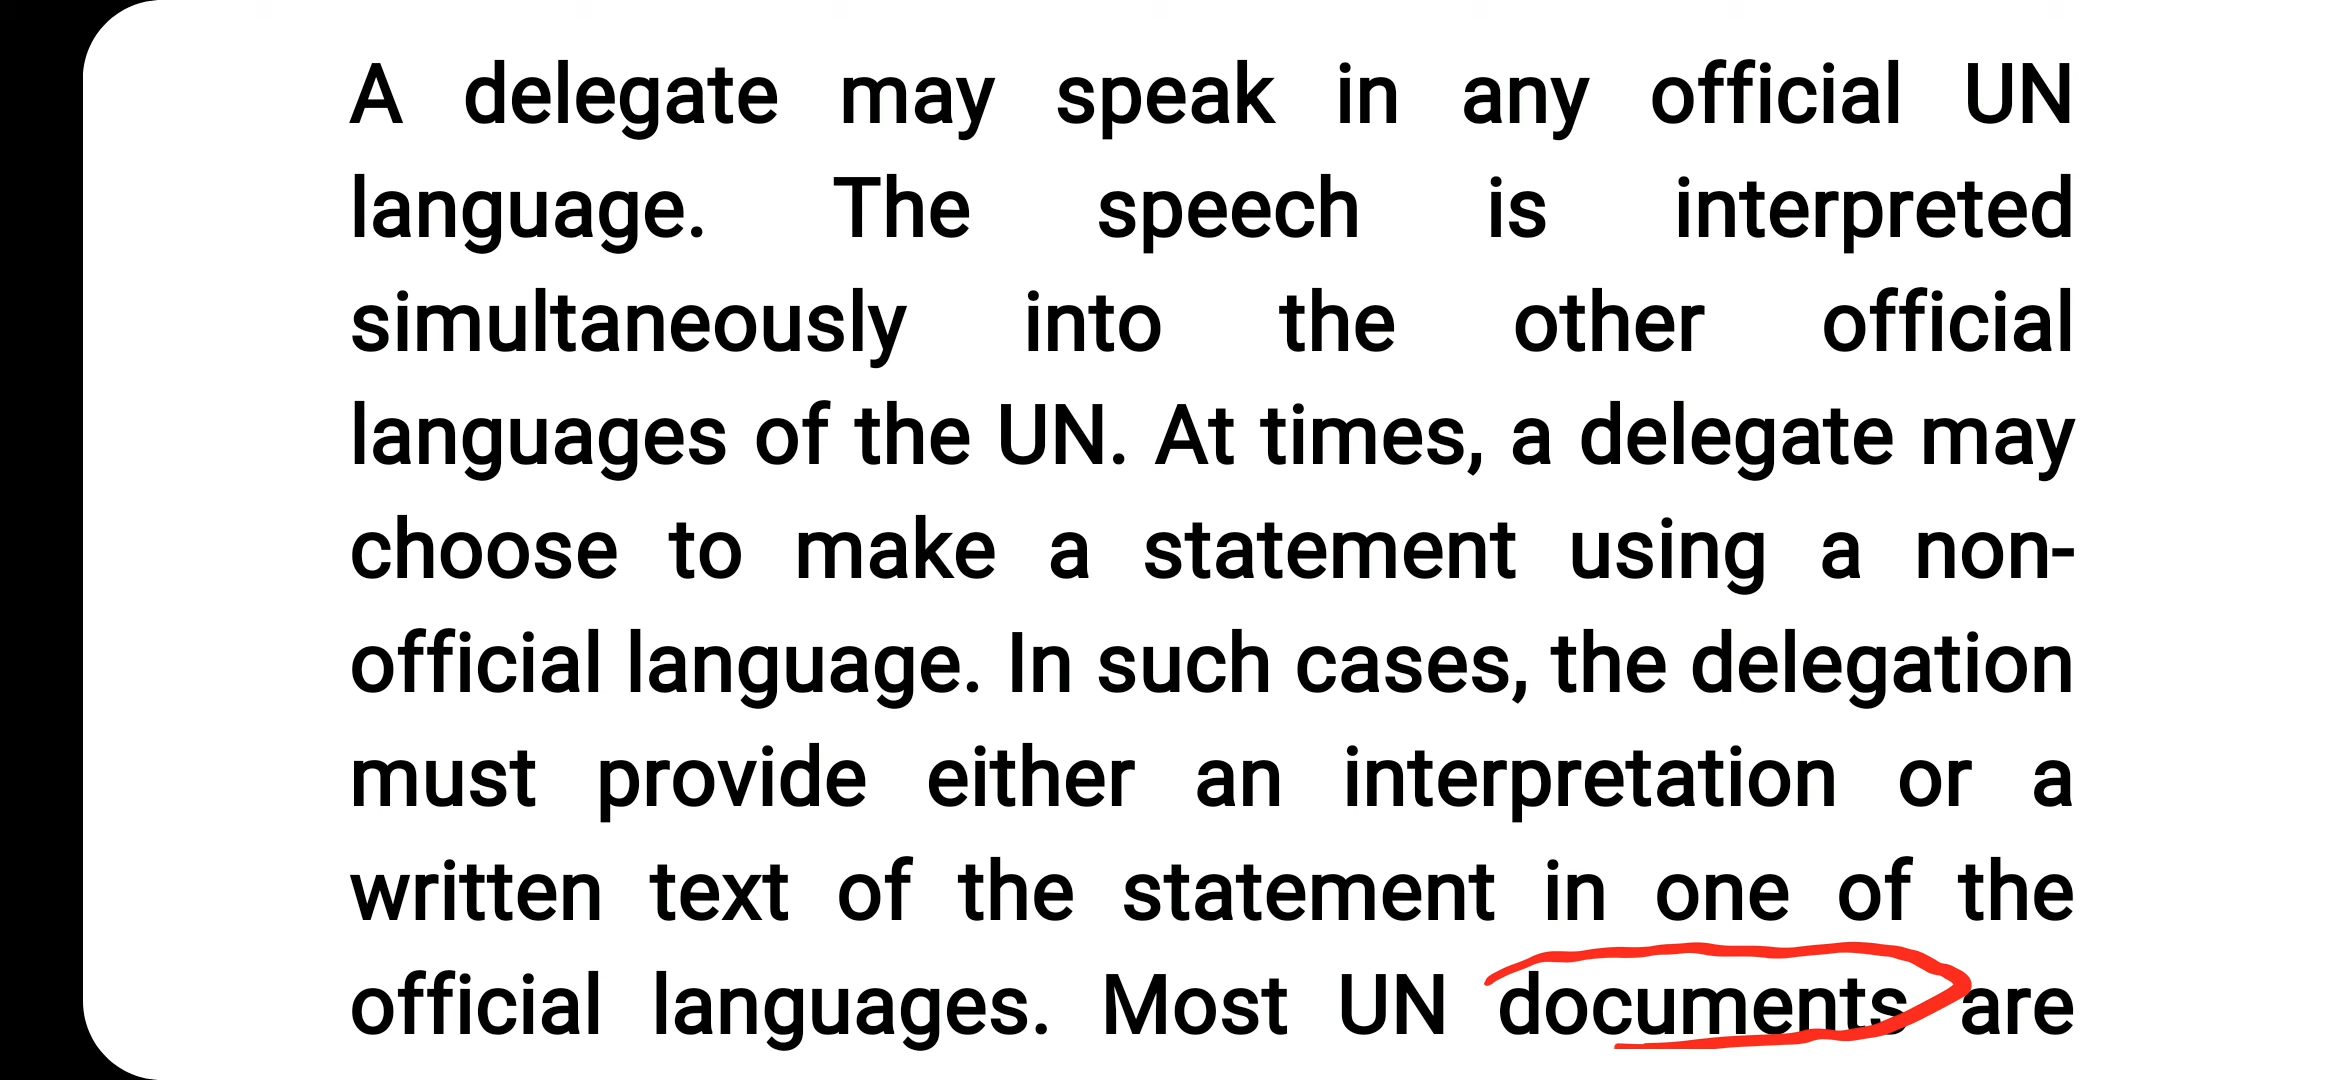 A delegate may speak in any official UN
language. The speech is interpreted
simultaneously into the other official
languages of the UN. At times, a delegate may
choose to make a statement using a non-
official language. In such cases, the delegation
must provide either an interpretation or a
written text of the statement in one of the
official languages. Most UN documents are